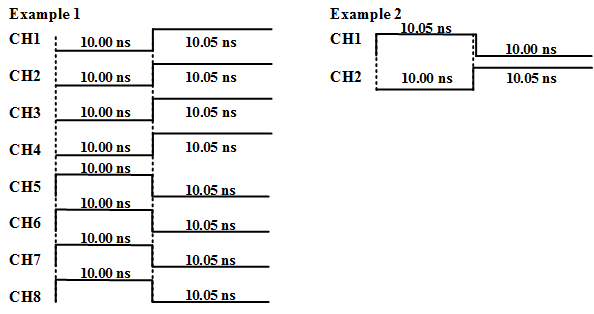 Example 1
CH1 10.00 ns 10.05 ns
CH2 10.00 ns 10.05 ns
CH3 10.00 ns 10.05 ns
CH4 10.00 ns 10.05 ns
10.00 ns
CH5 10.05 ns
10.00 ns
CH6 10.05 ns
10.00 ns
CH7 10.05 ns
10.00 ns
CH8 10.05 ns
Example 2
10.05 ns
CH1 10.00 ns
CH2 10.00 ns 10.05 ns